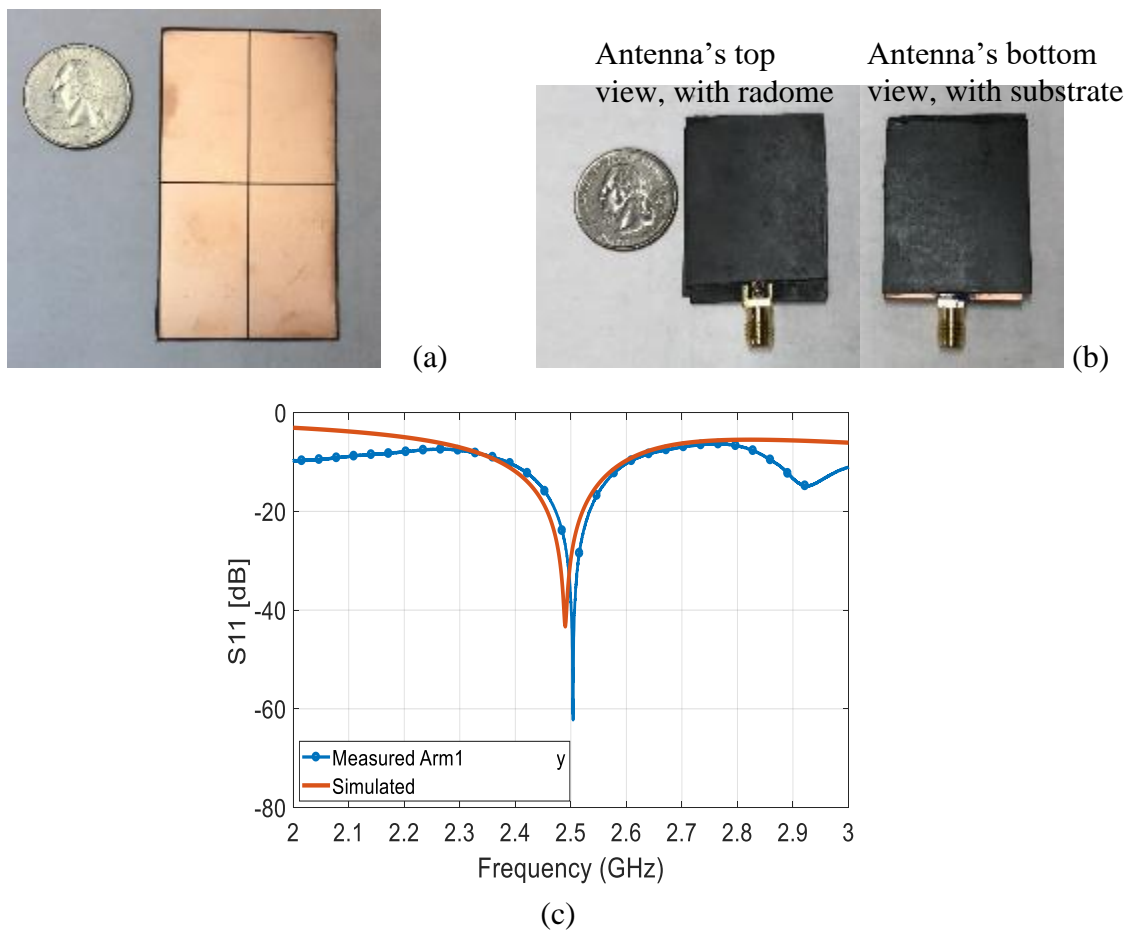 Antenna’s top
view, with radome
Antenna’s bottom
view, with substrate
(a)
(b)
0
-20
-40
-60
-80
S11 [dB]
Measured Arm1 y
Simulated
2 2.1 2.2 2.3 2.4 2.5 2.6 2.7 2.8 2.9 3
Frequency (GHz)
(c)